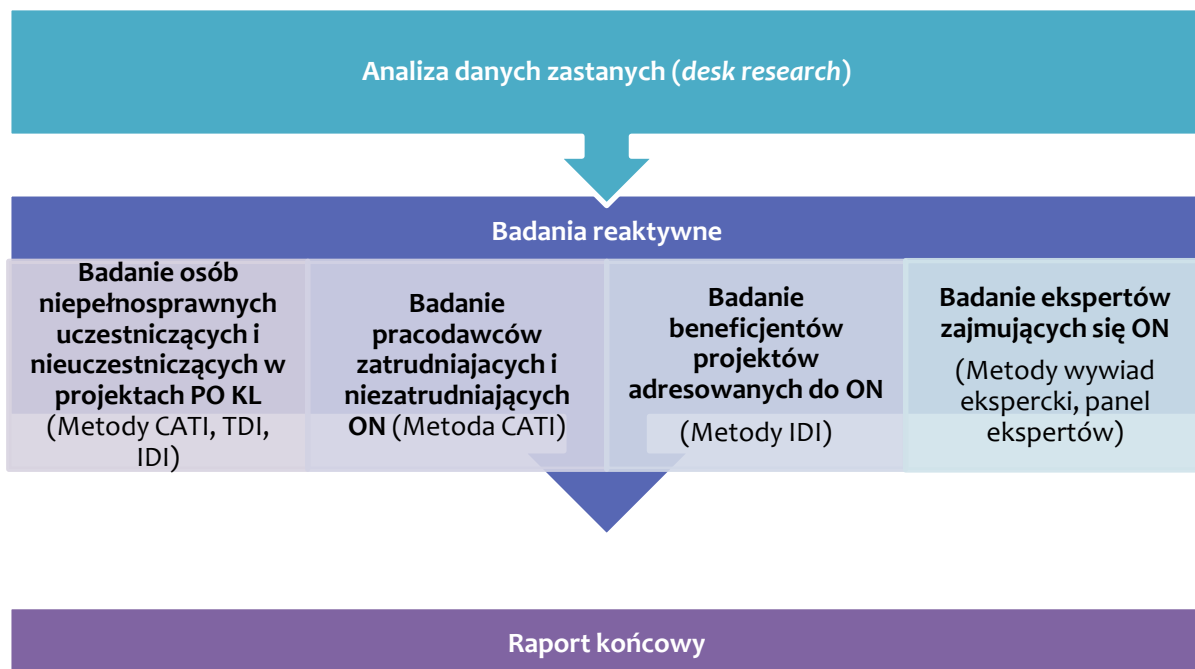 Analiza danych zastanych (desk research)
Badania reaktywne
Badanie osób
niepełnosprawnych
uczestniczących i
nieuczestniczących w
projektach PO KL
(Metody CATI, TDI,
IDI)
Badanie
pracodawców
zatrudniajacych i
niezatrudniających
ON (Metoda CATI)
Badanie
beneficjentów
projektów
adresowanych do ON
(Metody IDI)
Badanie ekspertów
zajmujących się ON
(Metody wywiad
ekspercki, panel
ekspertów)
Raport końcowy